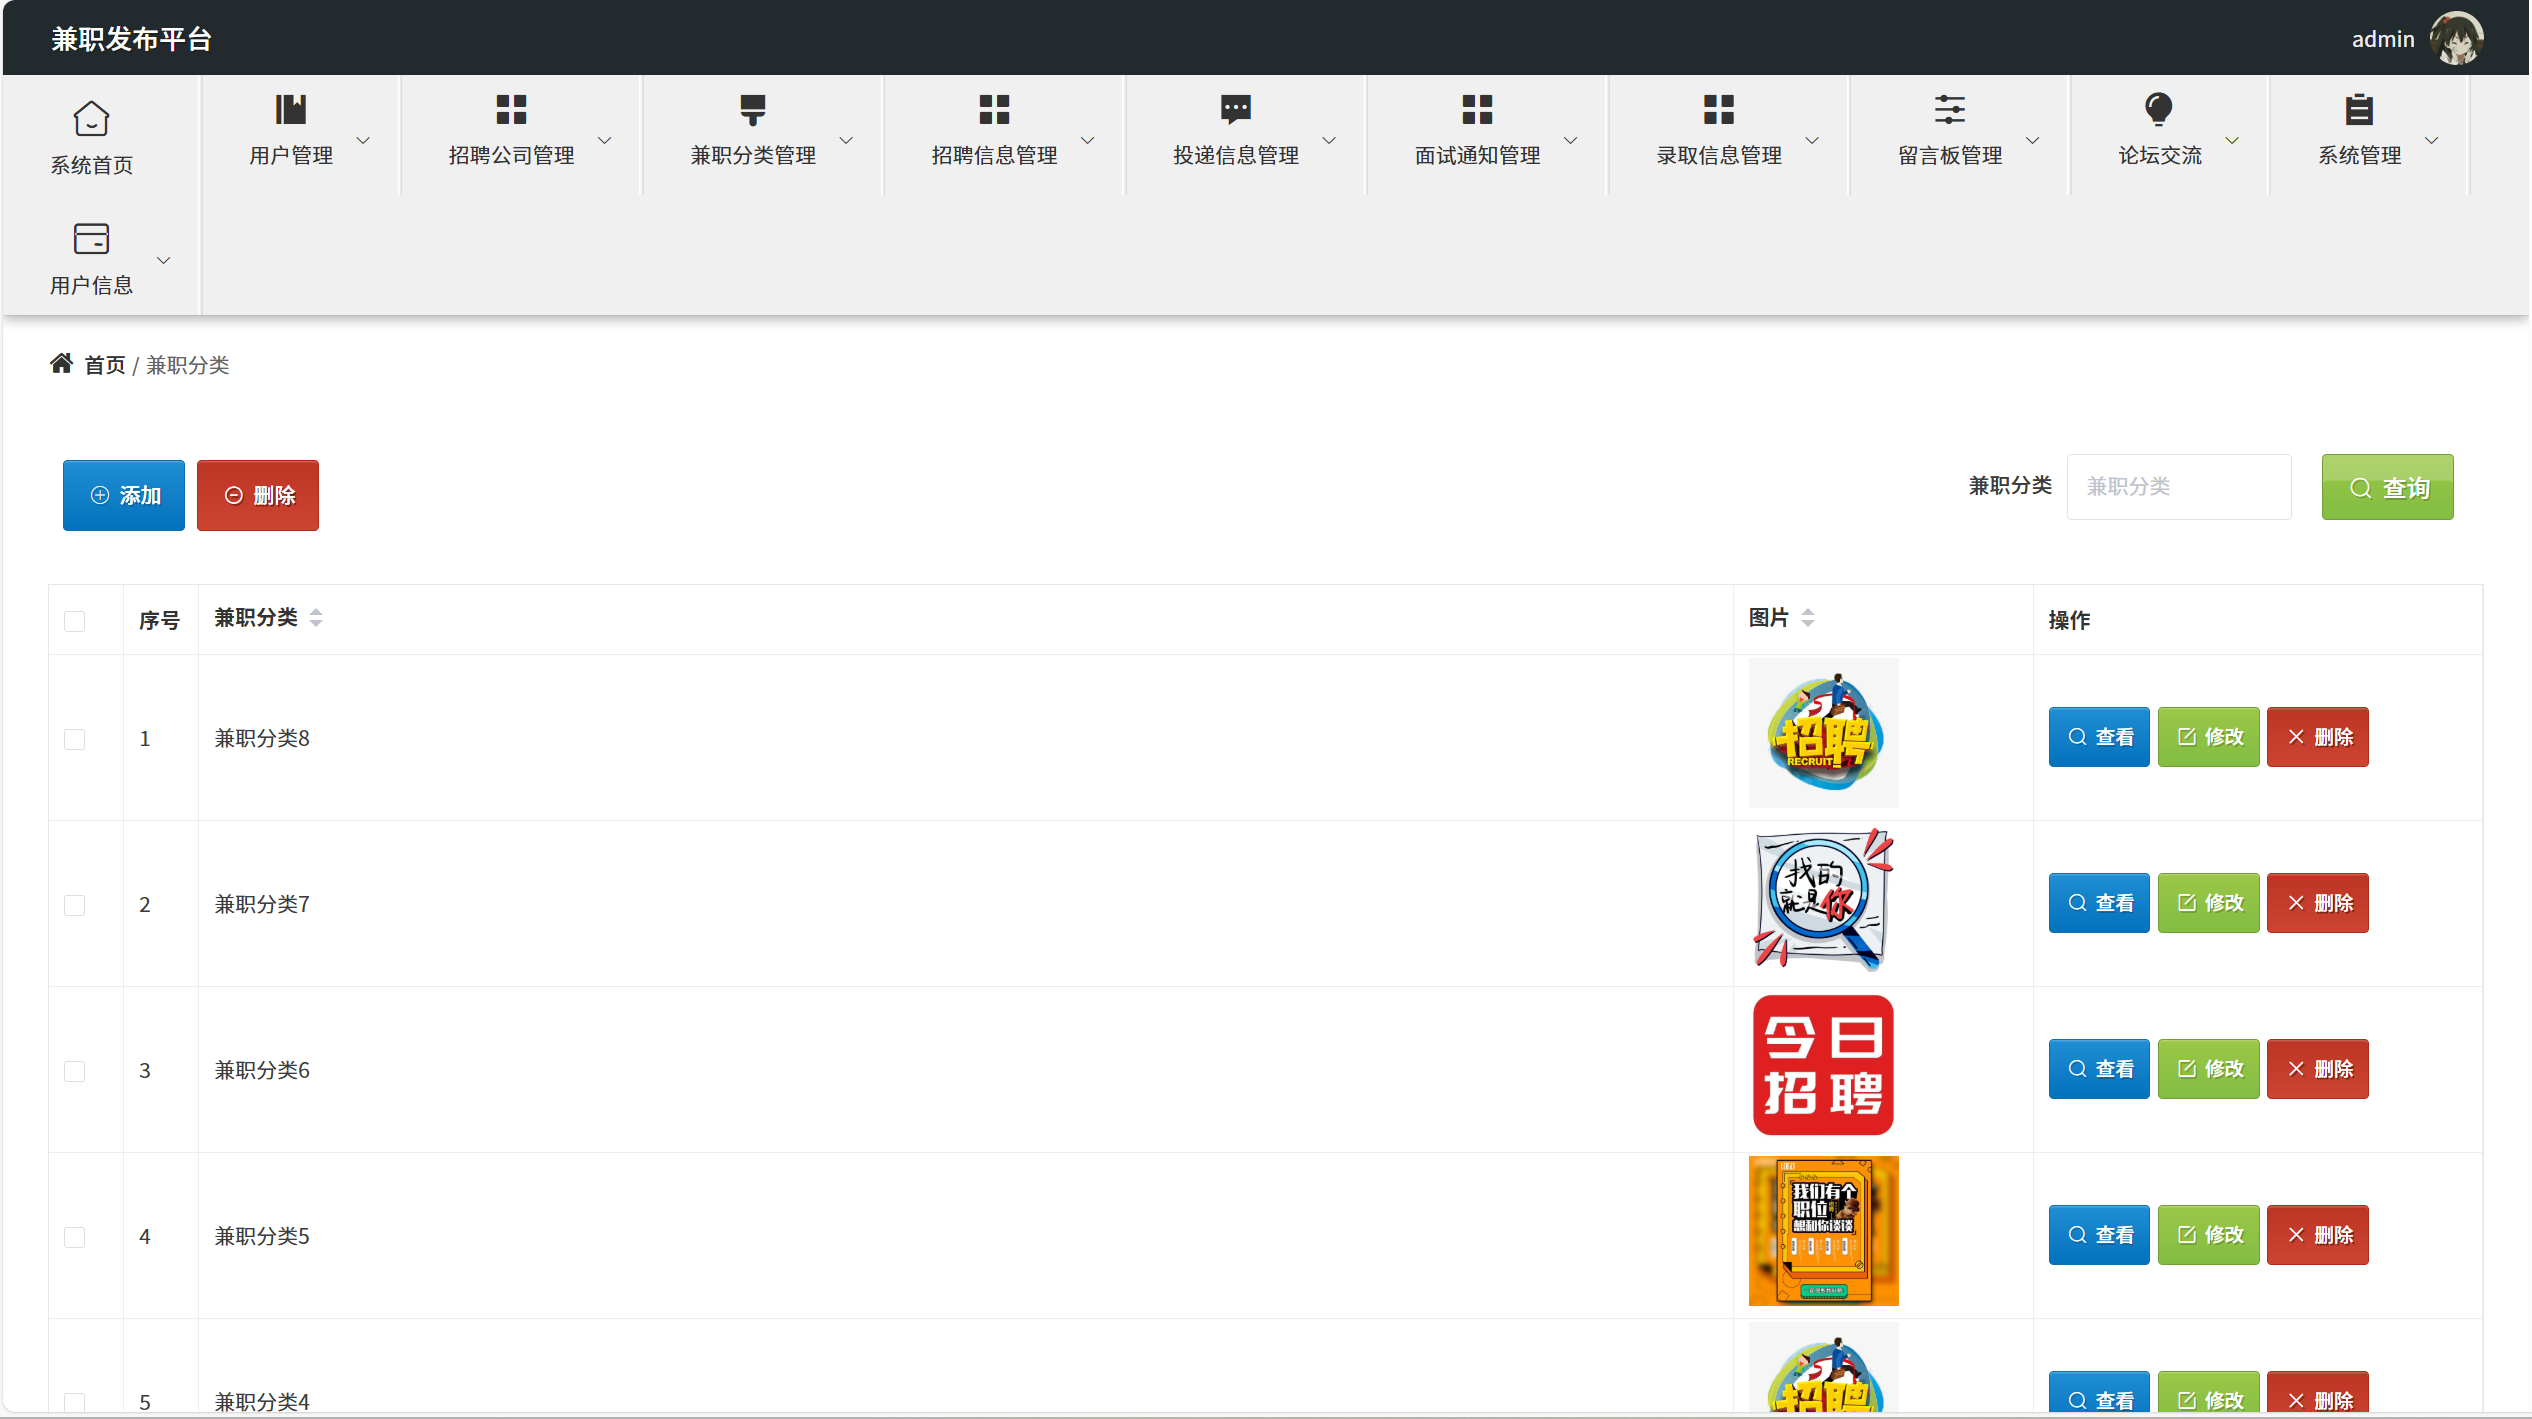 兼职发布平台
admin
系统首页
用户管理
招聘公司管理
兼职分类管理
招聘信息管理
投递信息管理
面试通知管理
录取信息管理
留言板管理
论坛交流
系统管理
用户信息
首页 / 兼职分类
添加
删除
兼职分类
兼职分类
查询
序号
兼职分类
图片
操作
1
兼职分类8
招聘
RECRUIT
查看
修改
删除
2
兼职分类7
我的
就是你
查看
修改
删除
3
兼职分类6
今日
招聘
查看
修改
删除
4
兼职分类5
LOGO
我们有个
职位
想和你谈谈
查看
修改
删除
5
兼职分类4
招聘
查看
修改
删除